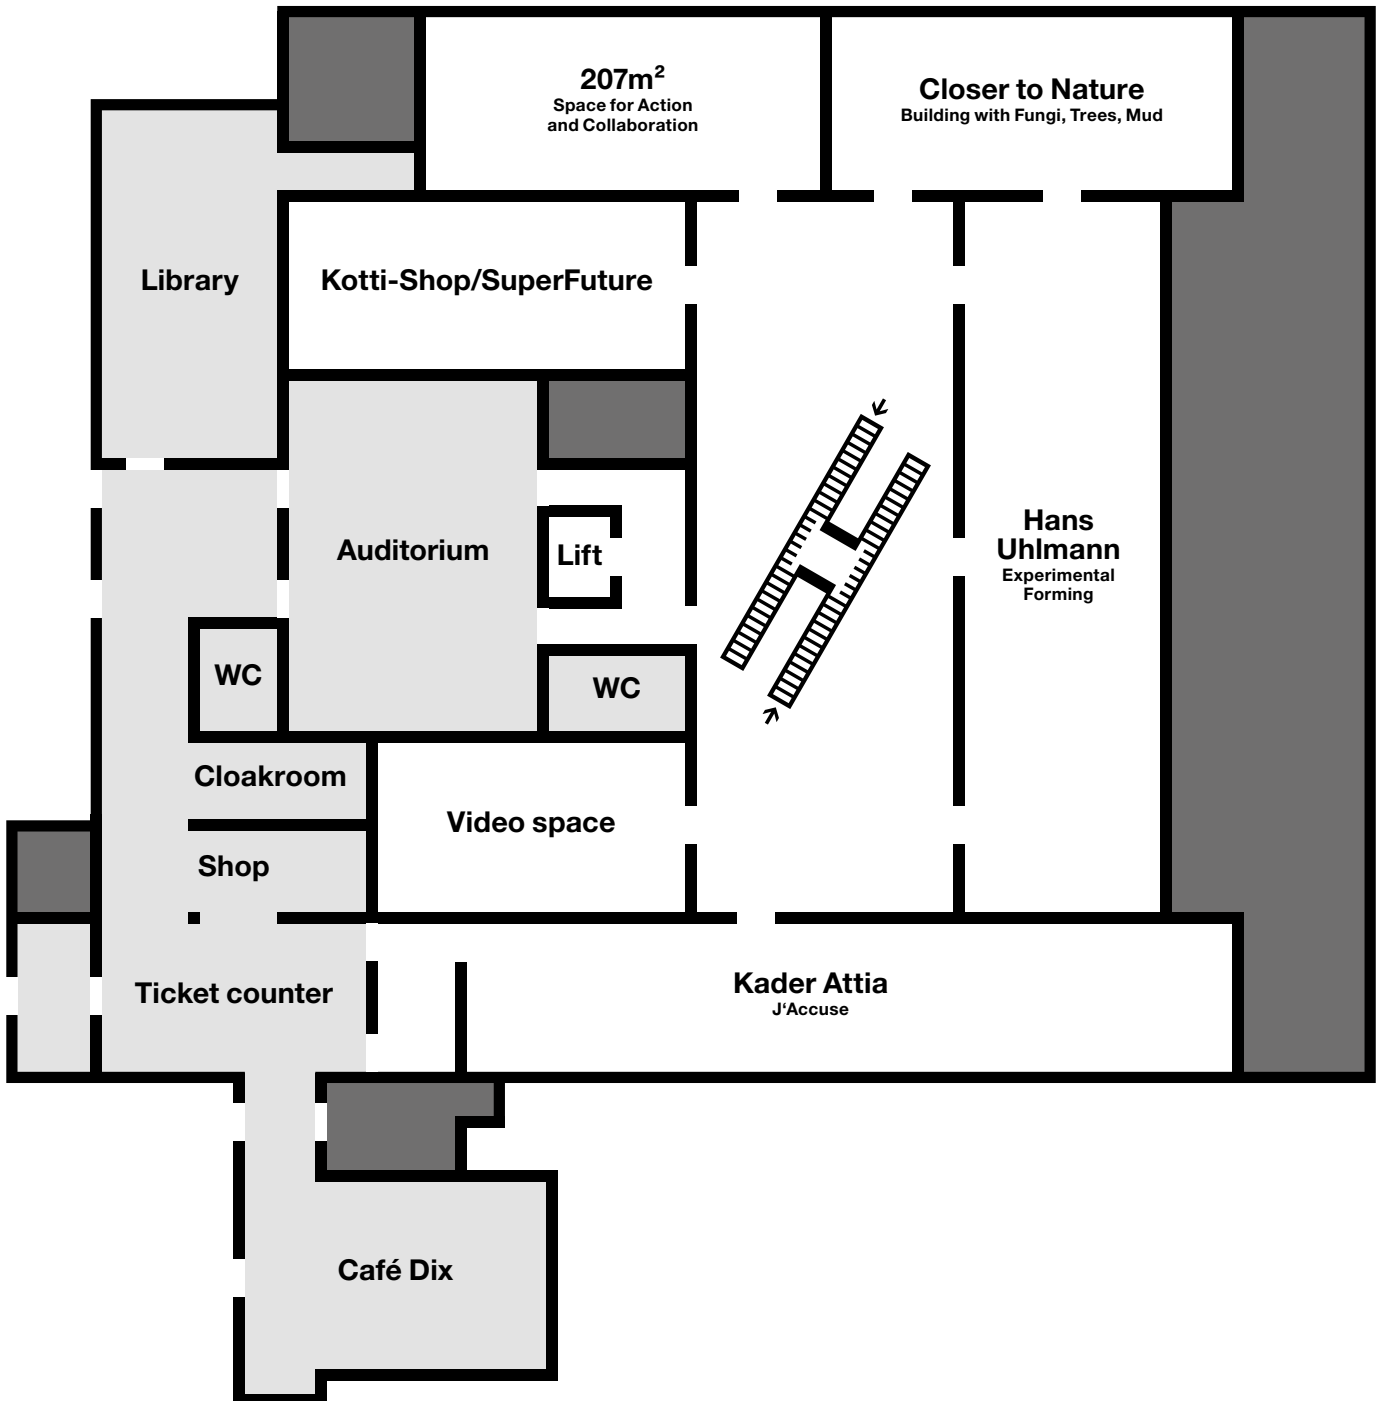 207m²
Space for Action
and Collaboration
Closer to Nature
Building with Fungi, Trees, Mud
Library
Kotti-Shop/SuperFuture
Auditorium
Lift
Hans
Uhlmann
Experimental
Forming
WC
WC
Cloakroom
Video space
Shop
Ticket counter
Kader Attia
J‘Accuse
Café Dix